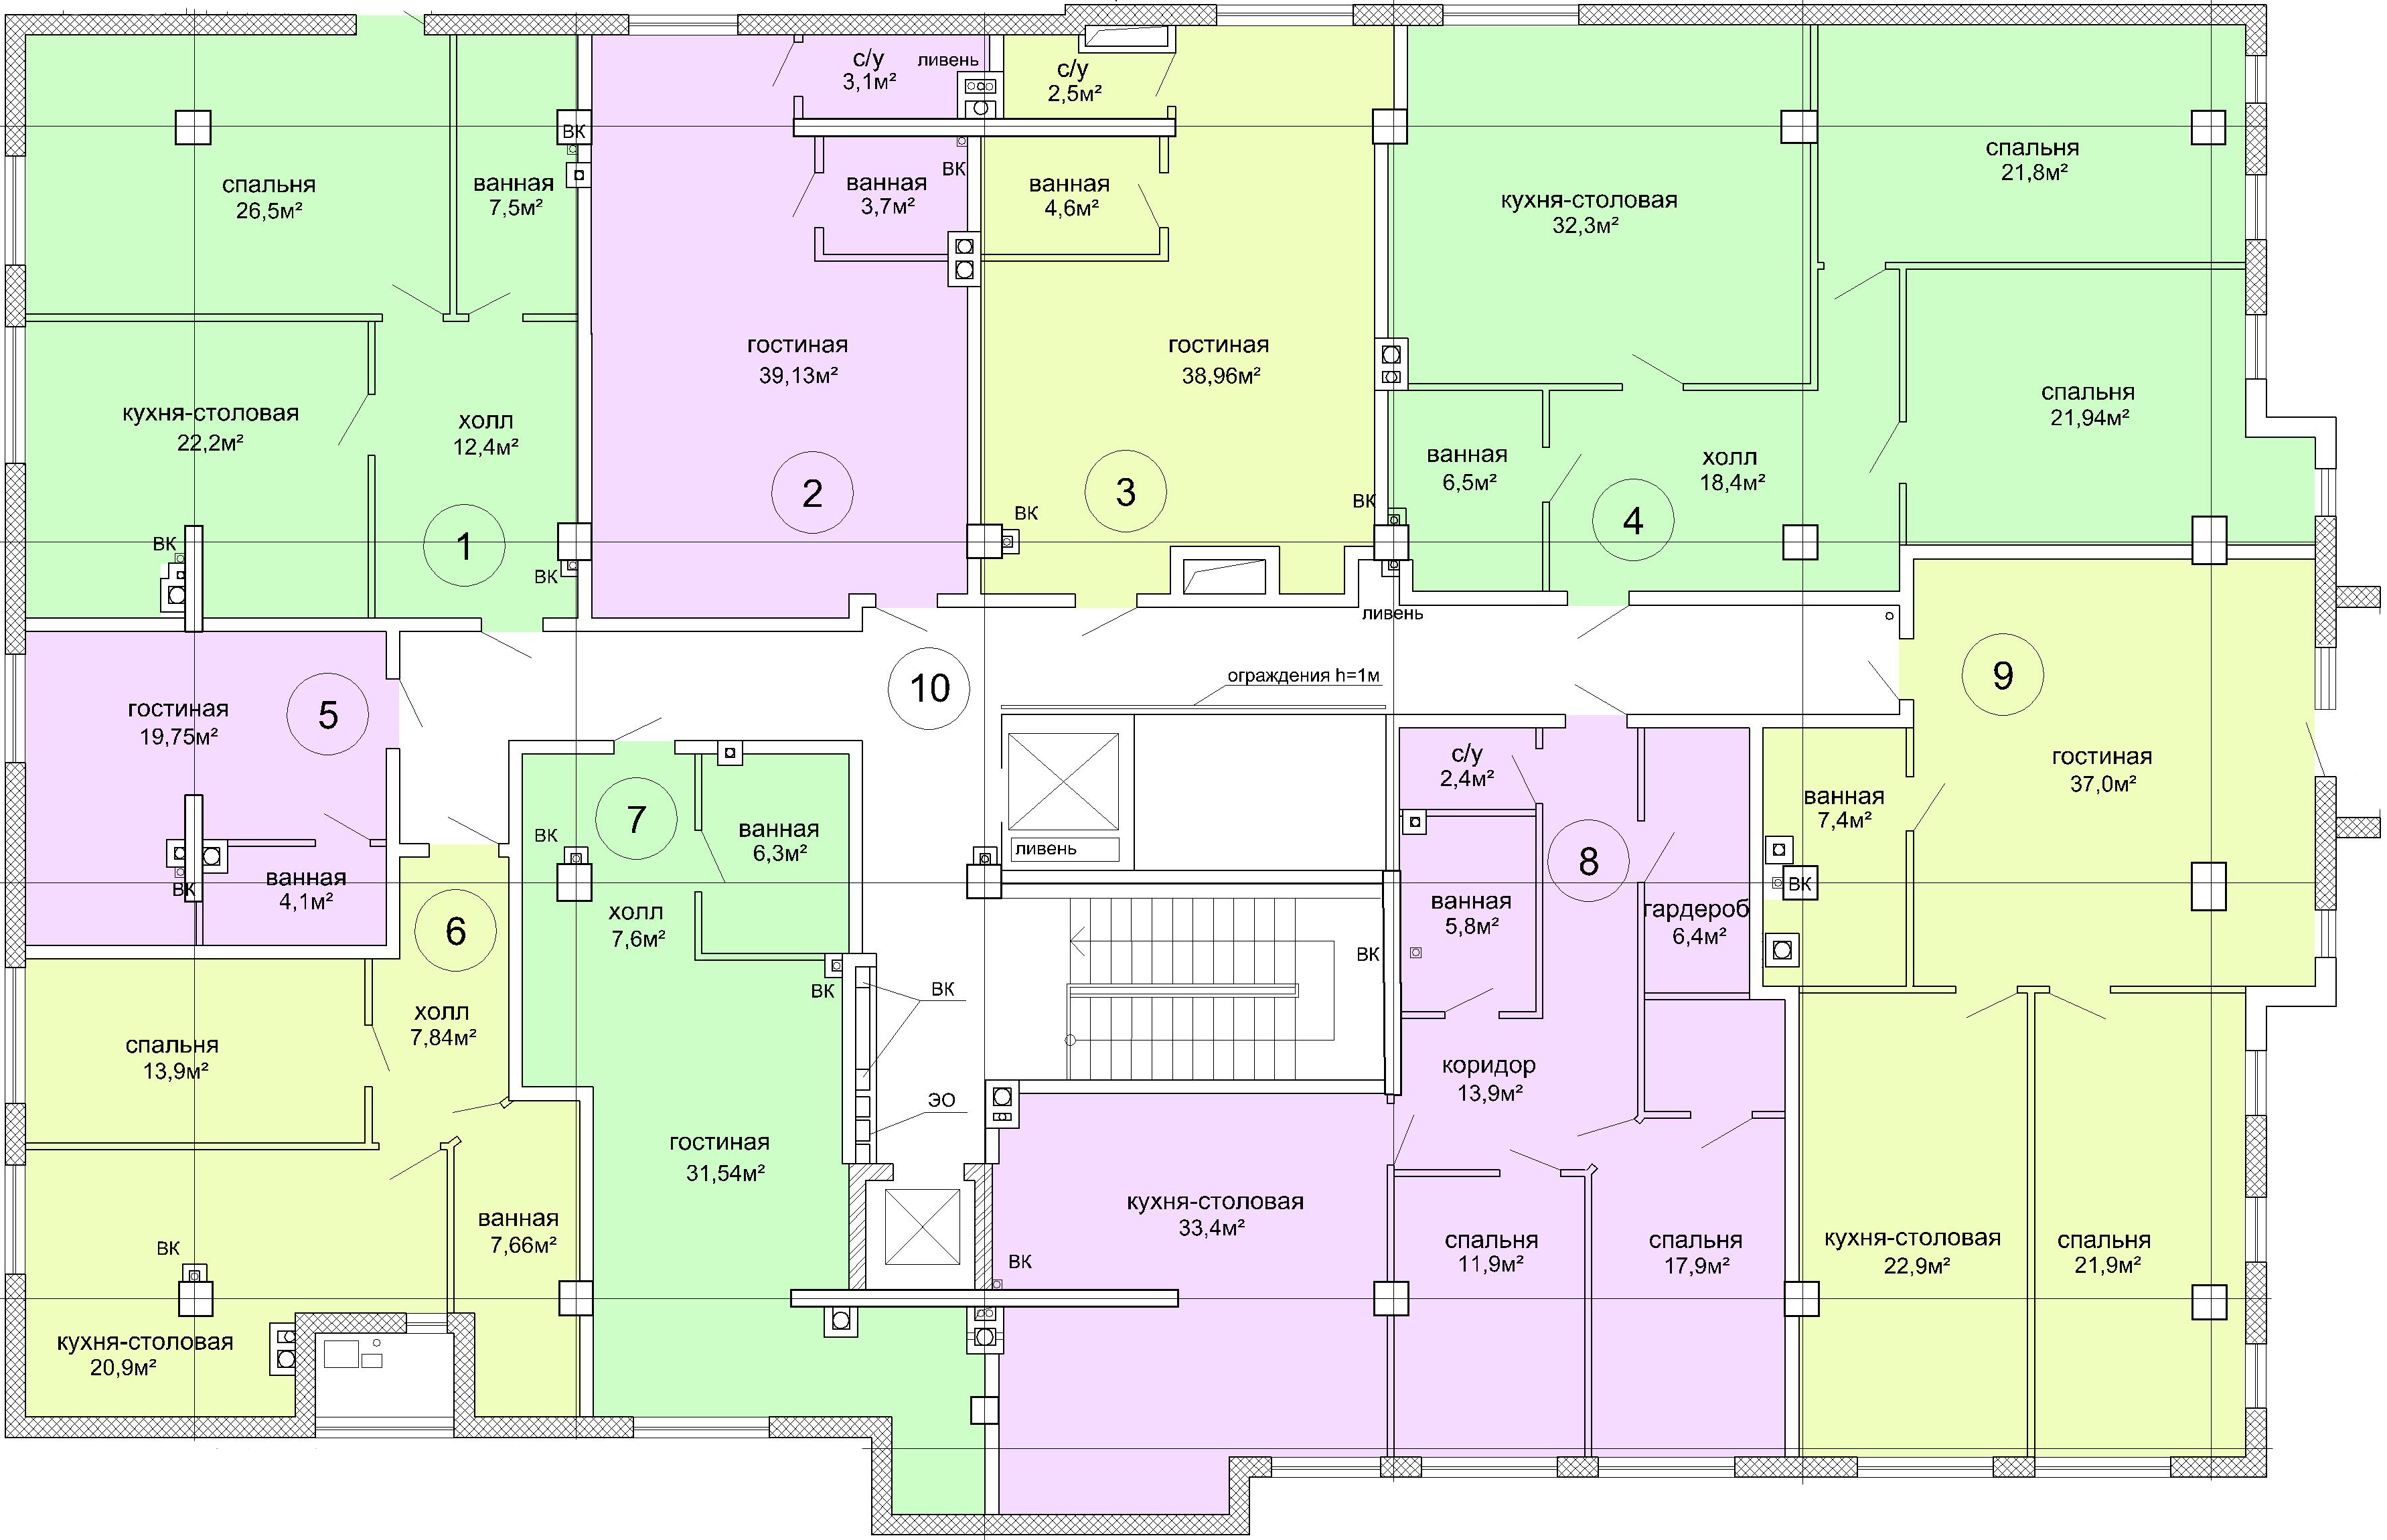 с/у
3,1м²
ливень
с/у
2,5м²
ВК
спальня
26,5м²
ванная
7,5м²
ванная
3,7м²
ВК
ванная
4,6м²
кухня-столовая
32,3м²
спальня
21,8м²
гостиная
39,13м²
гостиная
38,96м²
кухня-столовая
22,2м²
холл
12,4м²
спальня
21,94м²
ванная
6,5м²
холл
18,4м²
1
2
3
4
ВК
ВК
ВК
ВК
ливень
гостиная
19,75м²
5
10
ограждения h=1м
9
гостиная
37,0м²
с/у
2,4м²
ванная
7,4м²
7
ВК
ванная
6,3м²
ливень
8
ванная
4,1м²
ВК
ВК
6
холл
7,6м²
ванная
5,8м²
гардероб
6,4м²
ВК
ВК
ВК
холл
7,84м²
спальня
13,9м²
коридор
13,9м²
ЭО
гостиная
31,54м²
кухня-столовая
33,4м²
ванная
7,66м²
ВК
ВК
спальня
11,9м²
спальня
17,9м²
кухня-столовая
22,9м²
спальня
21,9м²
кухня-столовая
20,9м²